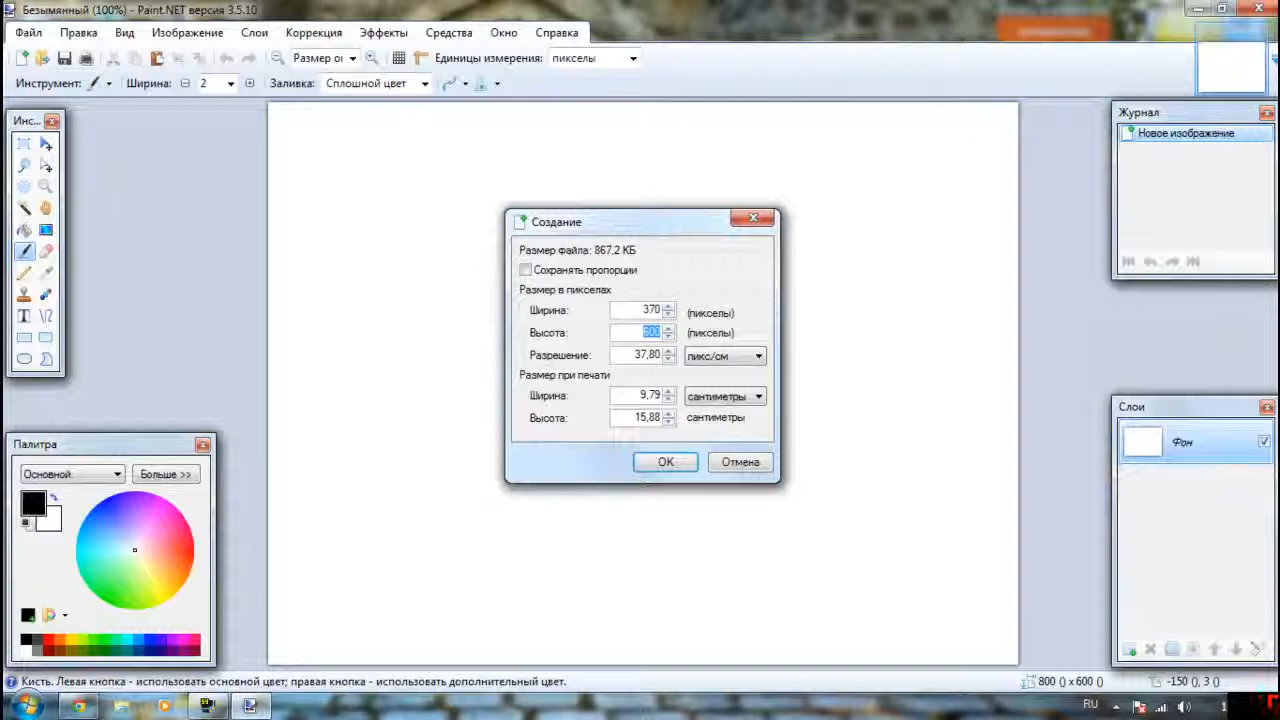 Безымянный (100%) - Paint.NET версия 3.5.10
Файл Правка Вид Изображение Слои Коррекция Эффекты Средства Окно Справка
Единицы измерения: пикселы
Инструмент: Ширина: 2 Заливка: Сплошной цвет
Инс...
Журнал
Новое изображение
Создание
Размер файла: 867,2 КБ
Сохранять пропорции
Размер в пикселах
Ширина: 370 (пикселы)
Высота: 600 (пикселы)
Разрешение: 37,80 пикс/см
Размер при печати
Ширина: 9,79 сантиметры
Высота: 15,88 сантиметры
OK Отмена
Слои
Фон
Палитра
Основной Больше >>
Кисть. Левая кнопка - использовать основной цвет; правая кнопка - использовать дополнительный цвет.
800 () x 600 () -150 (), 3 ()
RU